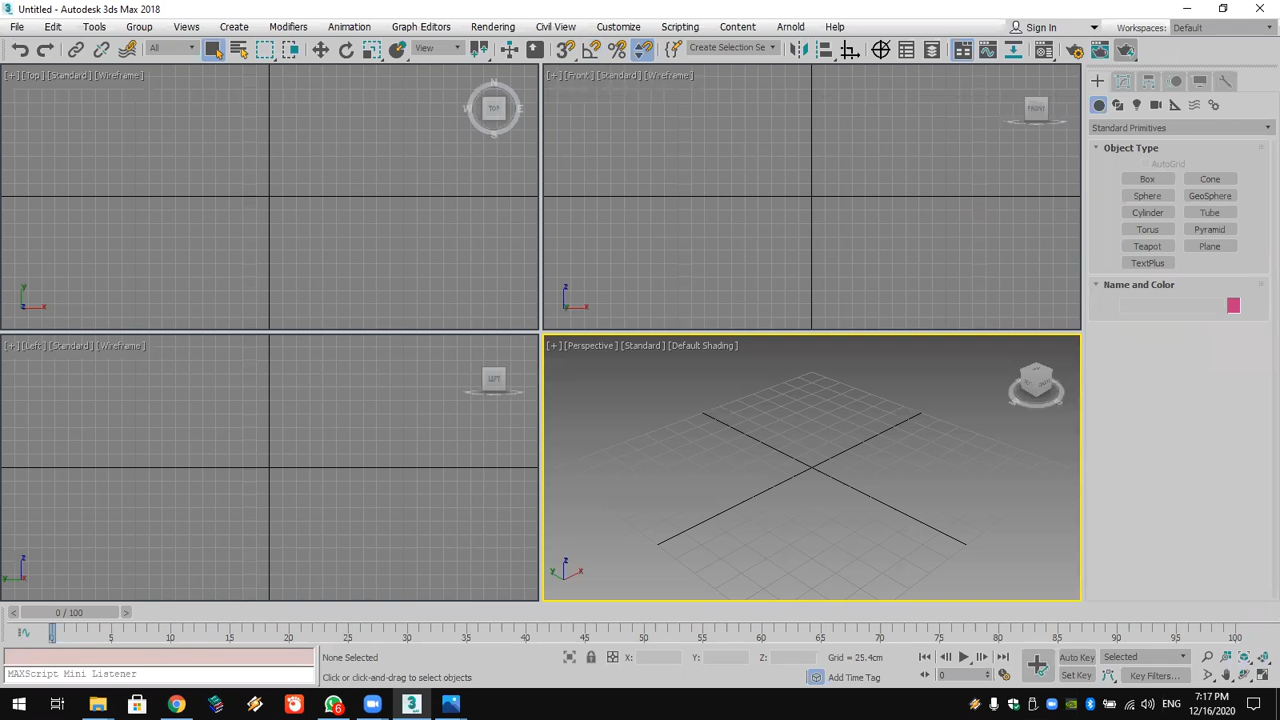 Untitled - Autodesk 3ds Max 2018
File Edit Tools Group Views Create Modifiers Animation Graph Editors Rendering Civil View Customize Scripting Content Arnold Help
Sign In Workspaces: Default
All View Create Selection Se
[+] [Top] [Standard] [Wireframe]
N
W TOP E
S
y
z x
[+] [Front] [Standard] [Wireframe]
FRONT
z
y x
[+] [Left] [Standard] [Wireframe]
LEFT
z
y x
[+] [Perspective] [Standard] [Default Shading]
z
y x
Standard Primitives
Object Type
AutoGrid
Box Cone
Sphere GeoSphere
Cylinder Tube
Torus Pyramid
Teapot Plane
TextPlus
Name and Color
< 0 / 100 >
0 5 10 15 20 25 30 35 40 45 50 55 60 65 70 75 80 85 90 95 100
None Selected X: Y: Z: Grid = 25.4cm Auto Key Selected
MAXScript Mini Listener Click or click-and-drag to select objects Add Time Tag 0 Set Key Key Filters...
6 3 MAX
ENG 7:17 PM
12/16/2020